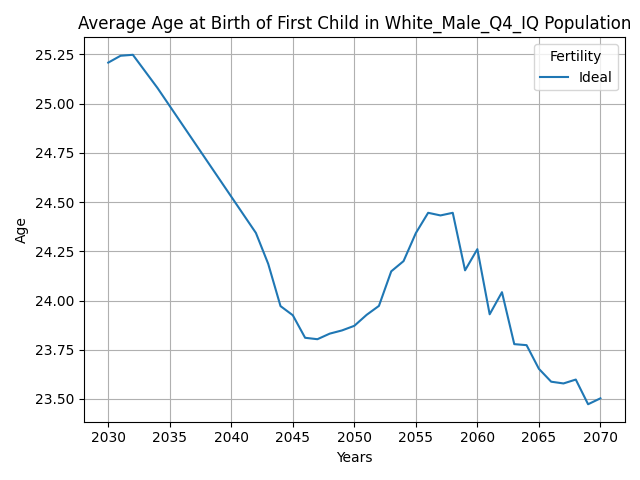 Average Age at Birth of First Child in White_Male_Q4_IQ Population
Fertility
Ideal
25.25
25.00
24.75
24.50
24.25
24.00
23.75
23.50
Age
2030 2035 2040 2045 2050 2055 2060 2065 2070
Years